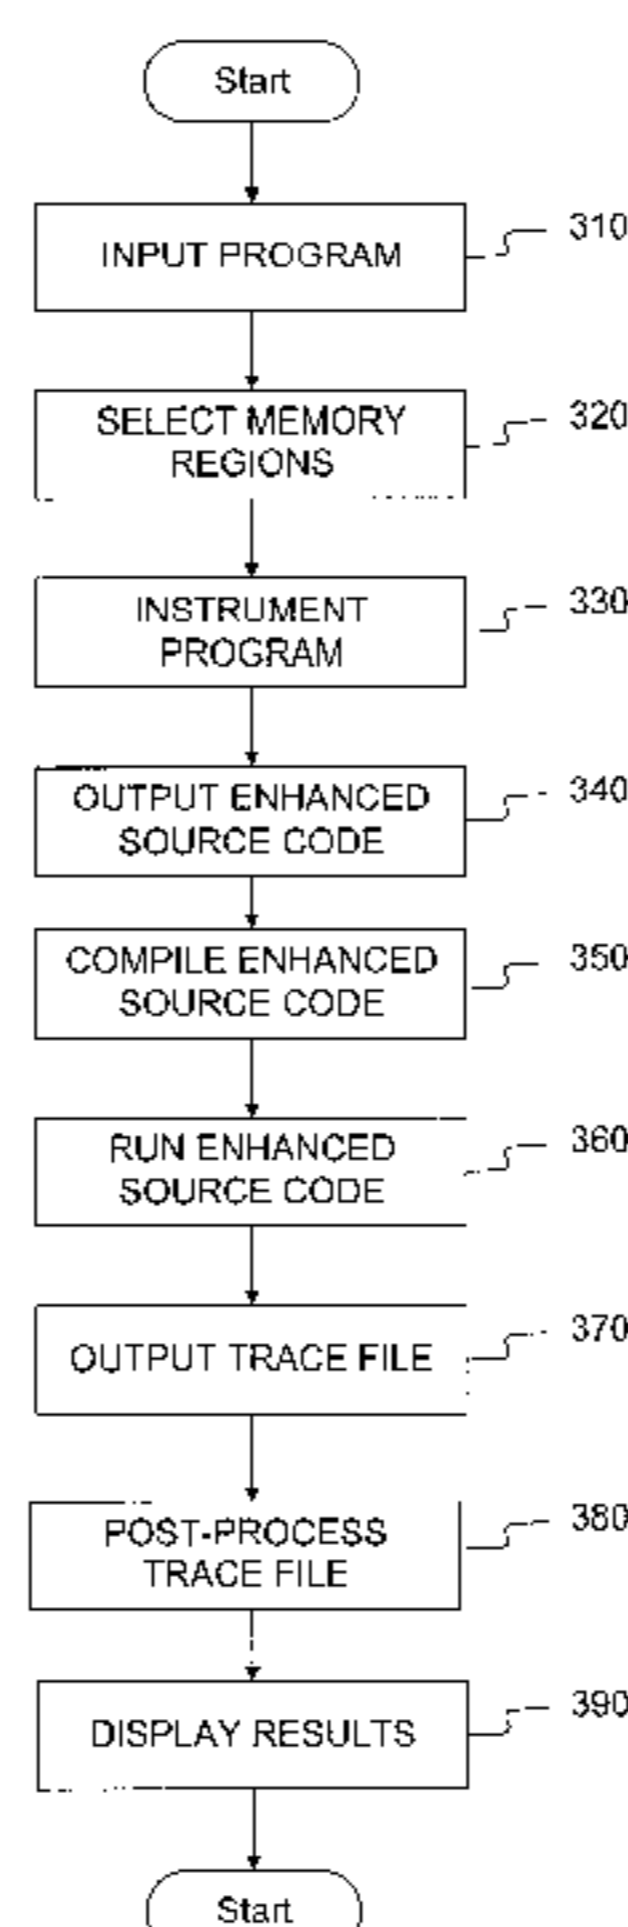 Start
INPUT PROGRAM
310
SELECT MEMORY
REGIONS
320
INSTRUMENT
PROGRAM
330
OUTPUT ENHANCED
SOURCE CODE
340
COMPILE ENHANCED
SOURCE CODE
350
RUN ENHANCED
SOURCE CODE
360
OUTPUT TRACE FILE
370
POST-PROCESS
TRACE FILE
380
DISPLAY RESULTS
390
Start